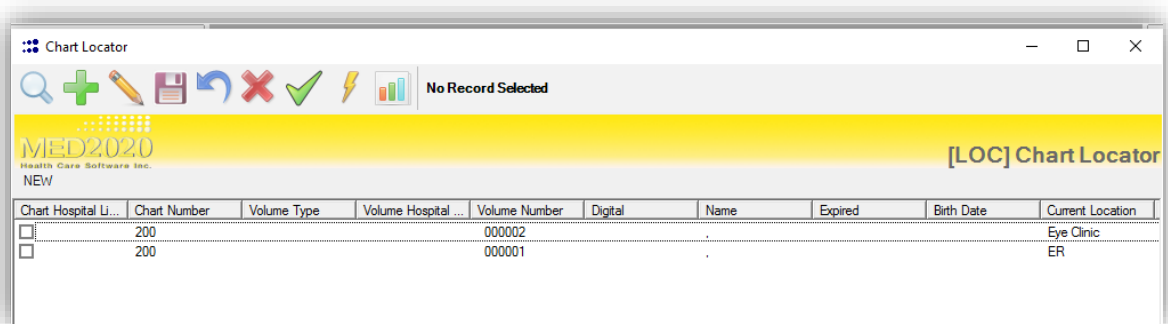 Chart Locator
No Record Selected
MED2020
Health Care Software Inc.
[LOC] Chart Locator
NEW
Chart Hospital Li... Chart Number Volume Type Volume Hospital ... Volume Number Digital Name Expired Birth Date Current Location
200 000002 , Eye Clinic
200 000001 , ER